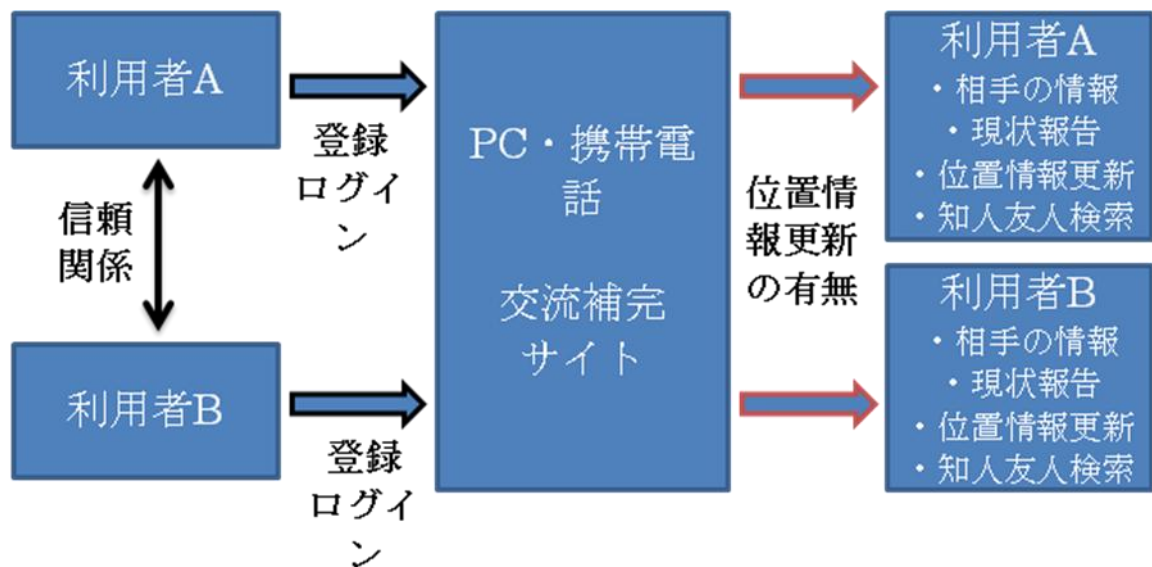 利用者A
信頼
関係
利用者B
登録
ログイ
ン
登録
ログイ
ン
PC・携帯電
話
交流補完
サイト
位置情
報更新
の有無
利用者A
・相手の情報
・現状報告
・位置情報更新
・知人友人検索
利用者B
・相手の情報
・現状報告
・位置情報更新
・知人友人検索